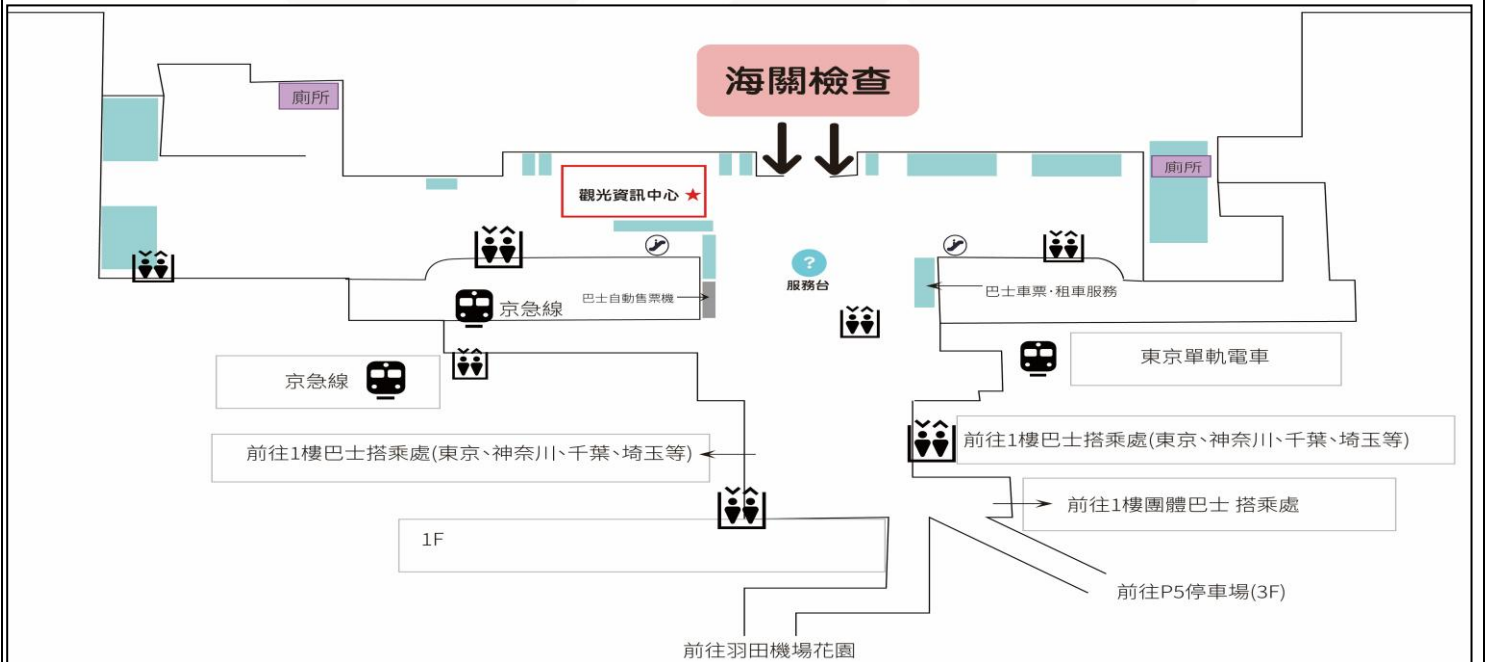 海關檢查
廁所
廁所
觀光資訊中心 ★
?
服務台
巴士自動售票機
巴士車票·租車服務
京急線
京急線
東京單軌電車
前往1樓巴士搭乘處(東京、神奈川、千葉、埼玉等)
前往1樓巴士搭乘處(東京、神奈川、千葉、埼玉等)
前往1樓團體巴士 搭乘處
1F
前往P5停車場(3F)
前往羽田機場花園